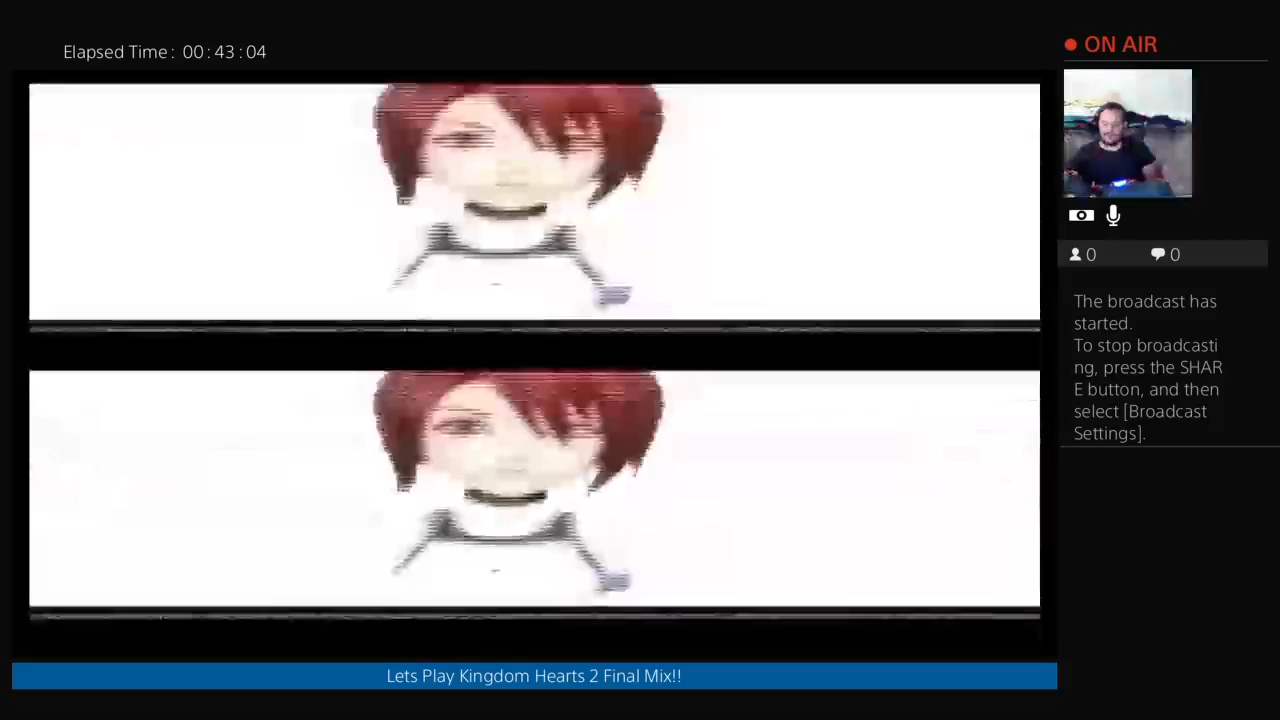 Elapsed Time: 00:43:04
ON AIR
0 0
The broadcast has
started.
To stop broadcasti
ng, press the SHAR
E button, and then
select [Broadcast
Settings].
Lets Play Kingdom Hearts 2 Final Mix!!